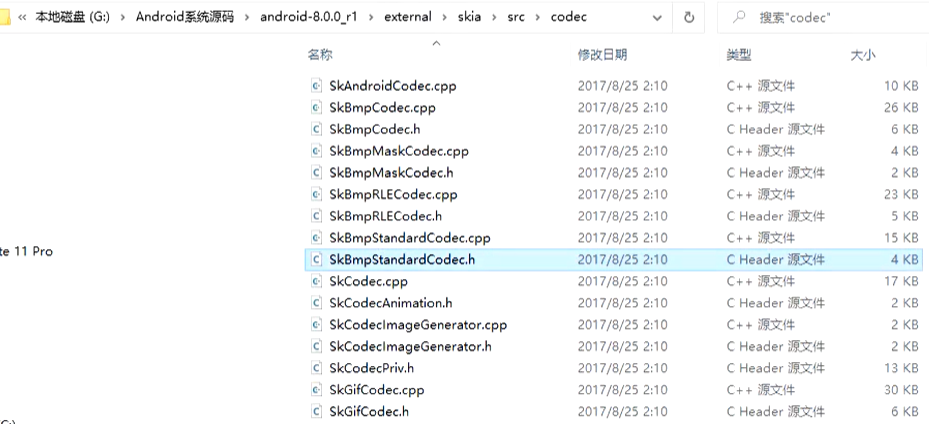 « 本地磁盘 (G:) › Android系统源码 › android-8.0.0_r1 › external › skia › src › codec 搜索"codec"
名称 修改日期 类型 大小
SkAndroidCodec.cpp 2017/8/25 2:10 C++ 源文件 10 KB
SkBmpCodec.cpp 2017/8/25 2:10 C++ 源文件 26 KB
SkBmpCodec.h 2017/8/25 2:10 C Header 源文件 6 KB
SkBmpMaskCodec.cpp 2017/8/25 2:10 C++ 源文件 4 KB
SkBmpMaskCodec.h 2017/8/25 2:10 C Header 源文件 2 KB
SkBmpRLECodec.cpp 2017/8/25 2:10 C++ 源文件 23 KB
SkBmpRLECodec.h 2017/8/25 2:10 C Header 源文件 5 KB
SkBmpStandardCodec.cpp 2017/8/25 2:10 C++ 源文件 15 KB
te 11 Pro SkBmpStandardCodec.h 2017/8/25 2:10 C Header 源文件 4 KB
SkCodec.cpp 2017/8/25 2:10 C++ 源文件 17 KB
SkCodecAnimation.h 2017/8/25 2:10 C Header 源文件 2 KB
SkCodecImageGenerator.cpp 2017/8/25 2:10 C++ 源文件 2 KB
SkCodecImageGenerator.h 2017/8/25 2:10 C Header 源文件 2 KB
SkCodecPriv.h 2017/8/25 2:10 C Header 源文件 13 KB
SkGifCodec.cpp 2017/8/25 2:10 C++ 源文件 30 KB
SkGifCodec.h 2017/8/25 2:10 C Header 源文件 6 KB